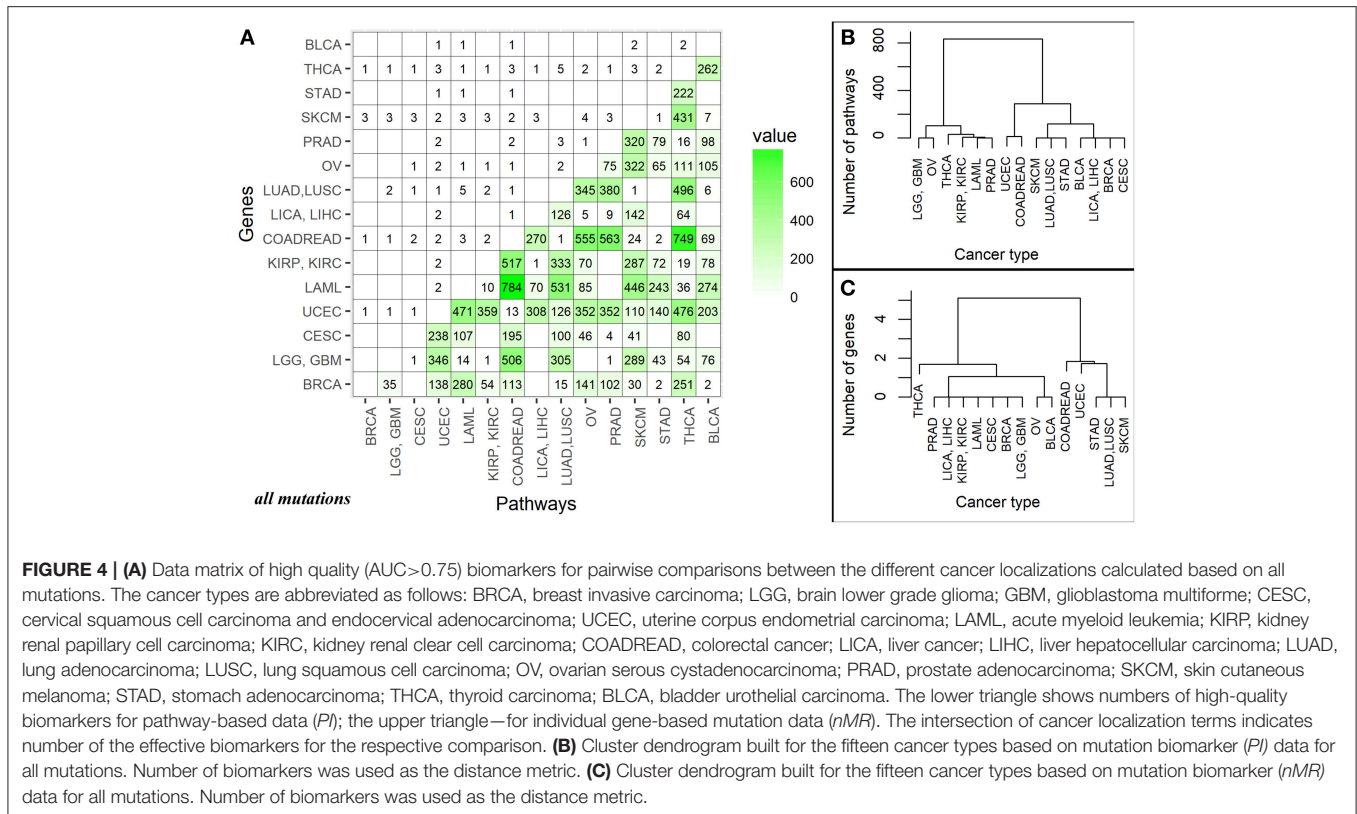 A
BLCA 1 1 1 2 2
THCA 1 1 1 3 1 1 3 1 5 2 1 3 2 262
STAD 1 1 1 222
SKCM 3 3 3 2 3 3 2 3 4 3 1 431 7
PRAD 2 2 3 1 320 79 16 98
OV 1 2 1 1 1 2 75 322 65 111 105
LUAD,LUSC 2 1 1 5 2 1 345 380 1 496 6
LICA, LIHC 2 1 126 5 9 142 64
COADREAD 1 1 2 2 3 2 270 1 555 563 24 2 749 69
KIRP, KIRC 2 517 1 333 70 287 72 19 78
LAML 2 10 784 70 531 85 446 243 36 274
UCEC 1 1 1 471 359 13 308 126 352 352 110 140 476 203
CESC 238 107 195 100 46 4 41 80
LGG, GBM 1 346 14 1 506 305 1 289 43 54 76
BRCA 35 138 280 54 113 15 141 102 30 2 251 2
Genes
BRCA
LGG, GBM
CESC
UCEC
LAML
KIRP, KIRC
COADREAD
LICA, LIHC
LUAD,LUSC
OV
PRAD
SKCM
STAD
THCA
BLCA
all mutations
Pathways
value
600
400
200
0
B
Number of pathways
800
400
0
LGG, GBM
OV
THCA
KIRP, KIRC
LAML
PRAD
UCEC
COADREAD
SKCM
LUAD,LUSC
STAD
BLCA
LICA, LIHC
BRCA
CESC
Cancer type
C
Number of genes
4
2
0
THCA
PRAD
LICA, LIHC
KIRP, KIRC
LAML
CESC
BRCA
LGG, GBM
OV
BLCA
COADREAD
UCEC
STAD
LUAD,LUSC
SKCM
Cancer type
FIGURE 4 | (A) Data matrix of high quality (AUC>0.75) biomarkers for pairwise comparisons between the different cancer localizations calculated based on all
mutations. The cancer types are abbreviated as follows: BRCA, breast invasive carcinoma; LGG, brain lower grade glioma; GBM, glioblastoma multiforme; CESC,
cervical squamous cell carcinoma and endocervical adenocarcinoma; UCEC, uterine corpus endometrial carcinoma; LAML, acute myeloid leukemia; KIRP, kidney
renal papillary cell carcinoma; KIRC, kidney renal clear cell carcinoma; COADREAD, colorectal cancer; LICA, liver cancer; LIHC, liver hepatocellular carcinoma; LUAD,
lung adenocarcinoma; LUSC, lung squamous cell carcinoma; OV, ovarian serous cystadenocarcinoma; PRAD, prostate adenocarcinoma; SKCM, skin cutaneous
melanoma; STAD, stomach adenocarcinoma; THCA, thyroid carcinoma; BLCA, bladder urothelial carcinoma. The lower triangle shows numbers of high-quality
biomarkers for pathway-based data (PI); the upper triangle—for individual gene-based mutation data (nMR). The intersection of cancer localization terms indicates
number of the effective biomarkers for the respective comparison. (B) Cluster dendrogram built for the fifteen cancer types based on mutation biomarker (PI) data for
all mutations. Number of biomarkers was used as the distance metric. (C) Cluster dendrogram built for the fifteen cancer types based on mutation biomarker (nMR)
data for all mutations. Number of biomarkers was used as the distance metric.